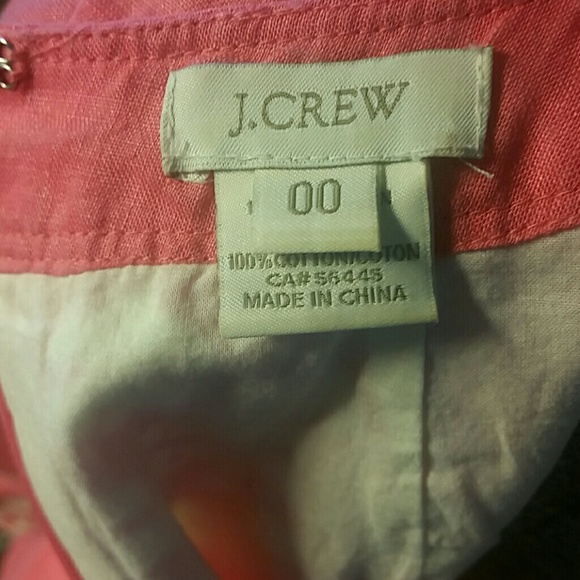 J.CREW
00
100% COTTON/COTON
CA# 56445
MADE IN CHINA